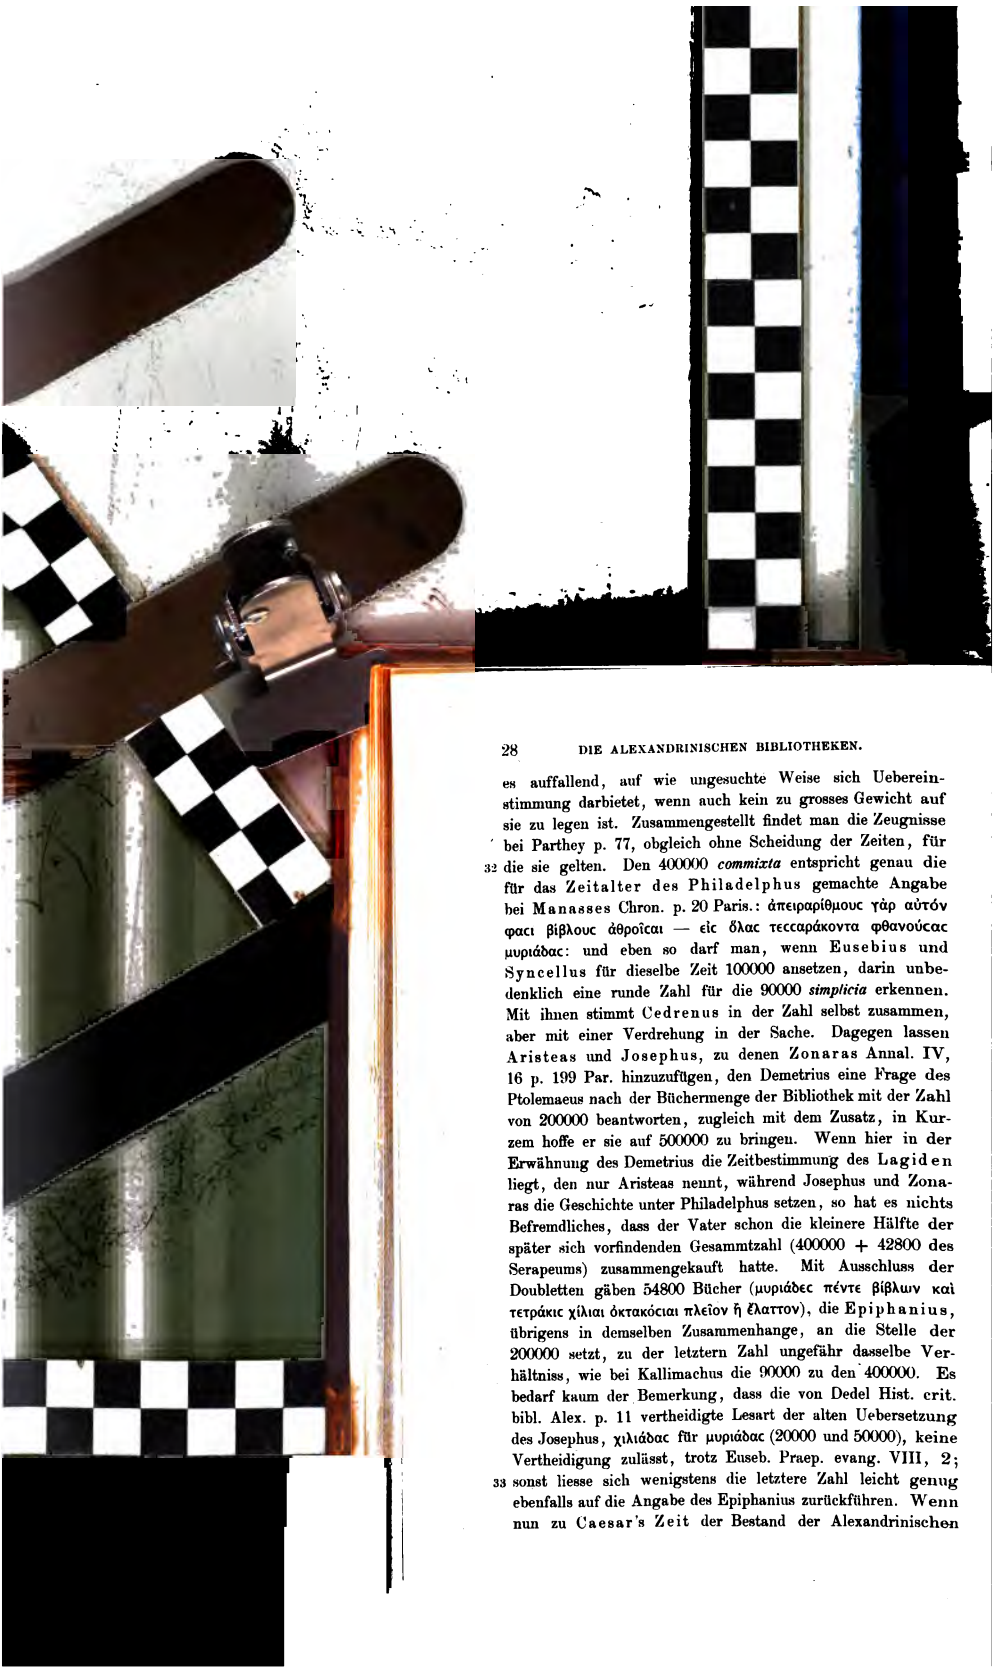 28 DIE ALEXANDRINISCHEN BIBLIOTHEKEN.
es auffallend, auf wie ungesuchte Weise sich Ueberein-
stimmung darbietet, wenn auch kein zu grosses Gewicht auf
sie zu legen ist. Zusammengestellt findet man die Zeugnisse
bei Parthey p. 77, obgleich ohne Scheidung der Zeiten, für
32 die sie gelten. Den 400000 commixta entspricht genau die
für das Zeitalter des Philadelphus gemachte Angabe
bei Manasses Chron. p. 20 Paris.: ἀπειραρίθμουc γὰρ αὐτόν
φαcι βίβλουc ἀθροῖcαι — εἰc ὅλαc τεccαράκοντα φθανούcαc
μυριάδαc: und eben so darf man, wenn Eusebius und
Syncellus für dieselbe Zeit 100000 ansetzen, darin unbe-
denklich eine runde Zahl für die 90000 simplicia erkennen.
Mit ihnen stimmt Cedrenus in der Zahl selbst zusammen,
aber mit einer Verdrehung in der Sache. Dagegen lassen
Aristeas und Josephus, zu denen Zonaras Annal. IV,
16 p. 199 Par. hinzuzufügen, den Demetrius eine Frage des
Ptolemaeus nach der Büchermenge der Bibliothek mit der Zahl
von 200000 beantworten, zugleich mit dem Zusatz, in Kur-
zem hoffe er sie auf 500000 zu bringen. Wenn hier in der
Erwähnung des Demetrius die Zeitbestimmung des Lagiden
liegt, den nur Aristeas nennt, während Josephus und Zona-
ras die Geschichte unter Philadelphus setzen, so hat es nichts
Befremdliches, dass der Vater schon die kleinere Hälfte der
später sich vorfindenden Gesammtzahl (400000 + 42800 des
Serapeums) zusammengekauft hatte. Mit Ausschluss der
Doubletten gäben 54800 Bücher (μυριάδεc πέντε βίβλων καὶ
τετράκιc χίλιαι ὀκτακόcιαι πλεῖον ἢ ἔλαττον), die Epiphanius,
übrigens in demselben Zusammenhange, an die Stelle der
200000 setzt, zu der letztern Zahl ungefähr dasselbe Ver-
hältniss, wie bei Kallimachus die 90000 zu den 400000. Es
bedarf kaum der Bemerkung, dass die von Dedel Hist. crit.
bibl. Alex. p. 11 vertheidigte Lesart der alten Uebersetzung
des Josephus, χιλιάδαc für μυριάδαc (20000 und 50000), keine
Vertheidigung zulässt, trotz Euseb. Praep. evang. VIII, 2;
33 sonst liesse sich wenigstens die letztere Zahl leicht genug
ebenfalls auf die Angabe des Epiphanius zurückführen. Wenn
nun zu Caesar's Zeit der Bestand der Alexandrinischen